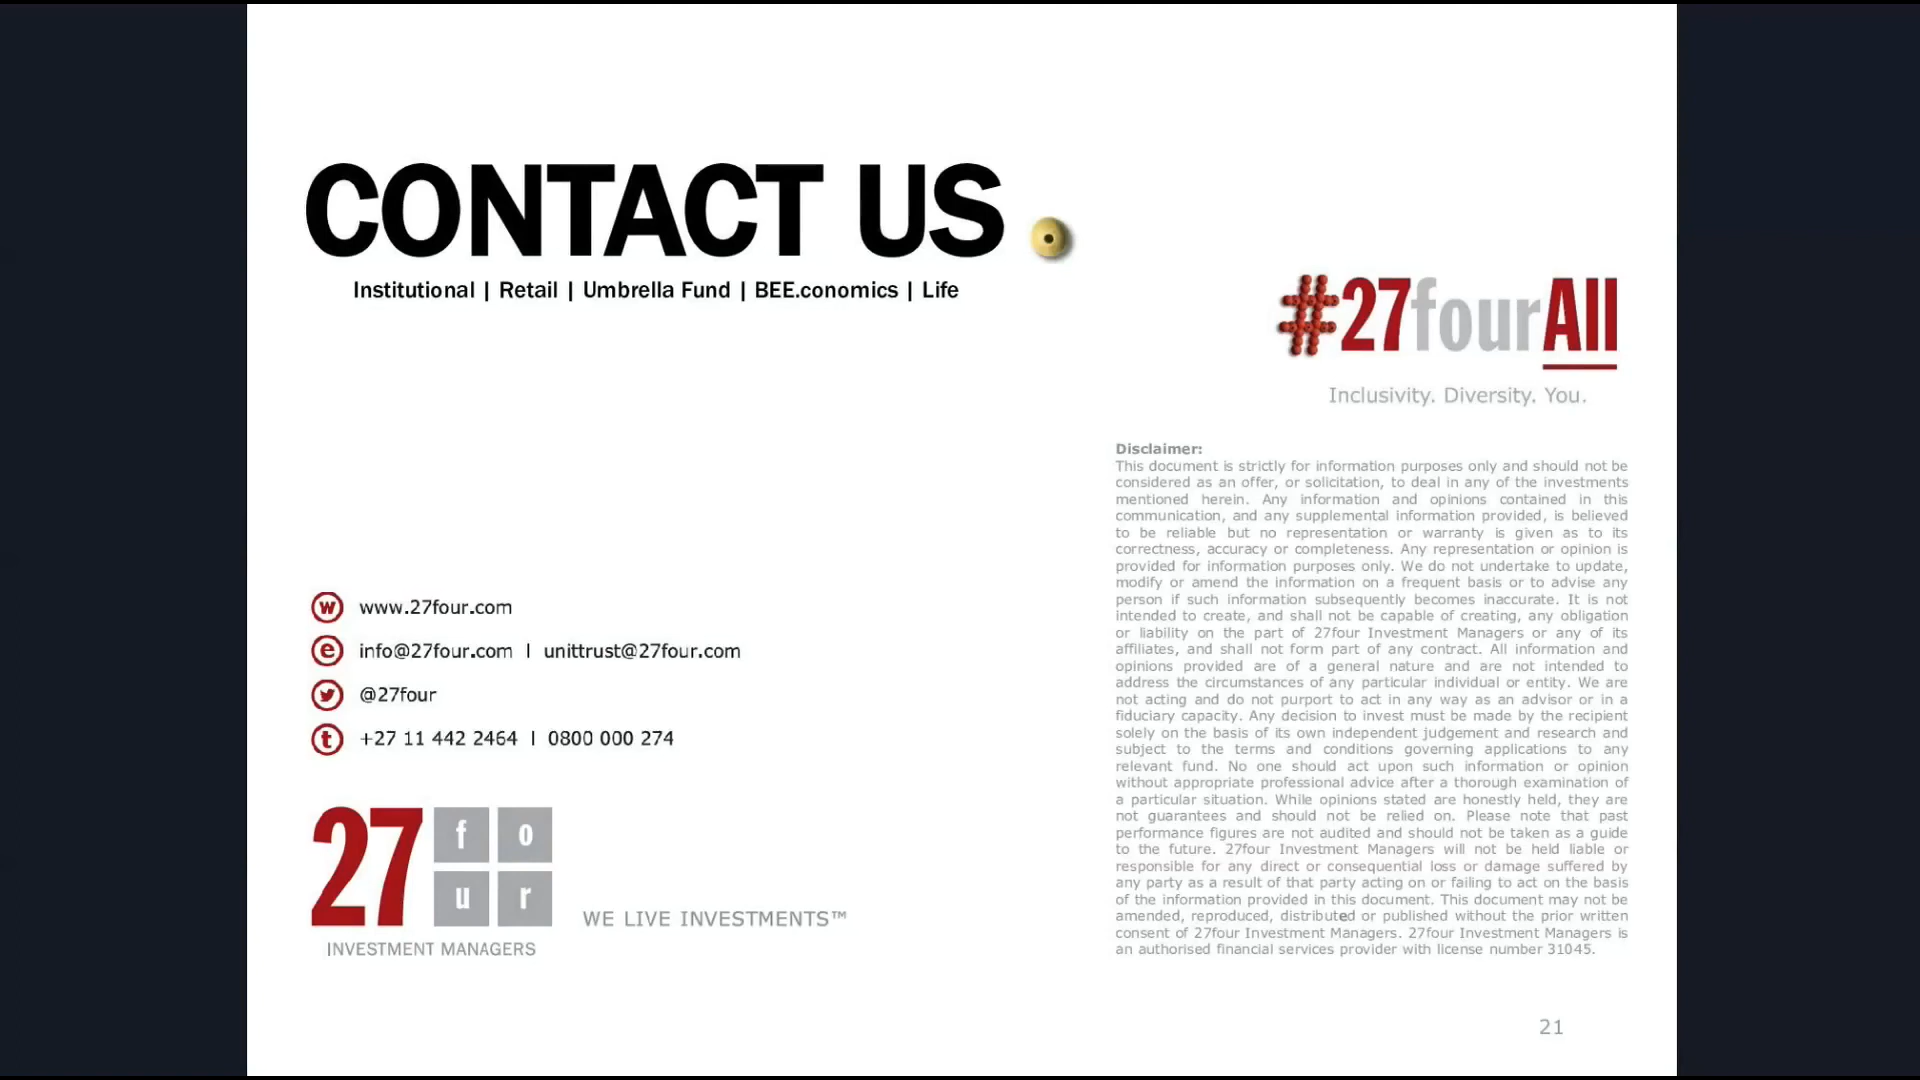 CONTACT US
Institutional | Retail | Umbrella Fund | BEE.conomics | Life
#27fourAll
Inclusivity. Diversity. You.
Disclaimer:
This document is strictly for information purposes only and should not be
considered as an offer, or solicitation, to deal in any of the investments
mentioned herein. Any information and opinions contained in this
communication, and any supplemental information provided, is believed
to be reliable but no representation or warranty is given as to its
correctness, accuracy or completeness. Any representation or opinion is
provided for information purposes only. We do not undertake to update,
modify or amend the information on a frequent basis or to advise any
person if such information subsequently becomes inaccurate. It is not
intended to create, and shall not be capable of creating, any obligation
or liability on the part of 27four Investment Managers or any of its
affiliates, and shall not form part of any contract. All information and
opinions provided are of a general nature and are not intended to
address the circumstances of any particular individual or entity. We are
not acting and do not purport to act in any way as an advisor or in a
fiduciary capacity. Any decision to invest must be made by the recipient
solely on the basis of its own independent judgement and research and
subject to the terms and conditions governing applications to any
relevant fund. No one should act upon such information or opinion
without appropriate professional advice after a thorough examination of
a particular situation. While opinions stated are honestly held, they are
not guarantees and should not be relied on. Please note that past
performance figures are not audited and should not be taken as a guide
to the future. 27four Investment Managers will not be held liable or
responsible for any direct or consequential loss or damage suffered by
any party as a result of that party acting on or failing to act on the basis
of the information provided in this document. This document may not be
amended, reproduced, distributed or published without the prior written
consent of 27four Investment Managers. 27four Investment Managers is
an authorised financial services provider with license number 31045.
w www.27four.com
e info@27four.com | unittrust@27four.com
@27four
t +27 11 442 2464 | 0800 000 274
27 four
INVESTMENT MANAGERS
WE LIVE INVESTMENTS™
21